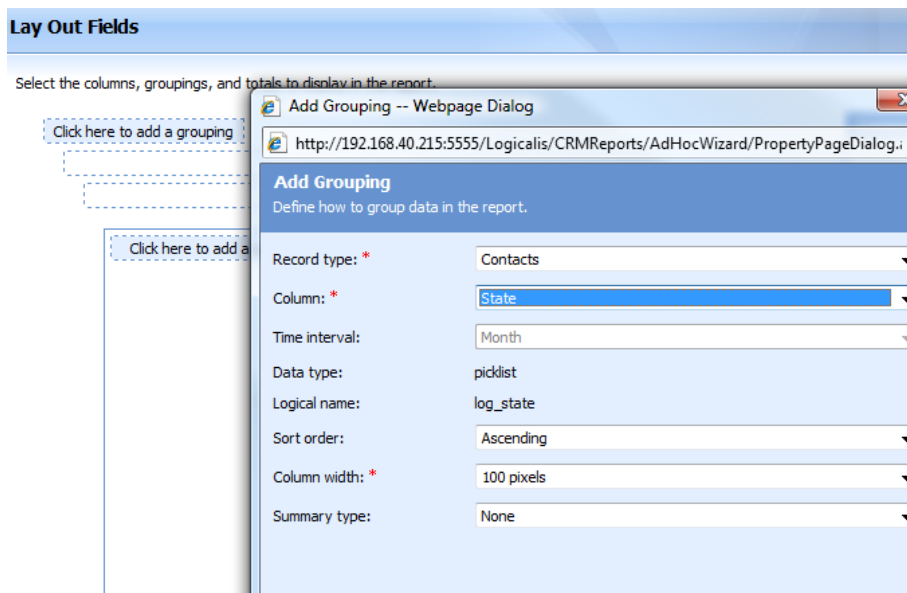 Lay Out Fields
Select the columns, groupings, and totals to display in the report.
Click here to add a grouping
Click here to add a
Add Grouping -- Webpage Dialog
http://192.168.40.215:5555/Logicalis/CRMReports/AdHocWizard/PropertyPageDialog.a
Add Grouping
Define how to group data in the report.
Record type: * Contacts
Column: * State
Time interval: Month
Data type: picklist
Logical name: log_state
Sort order: Ascending
Column width: * 100 pixels
Summary type: None